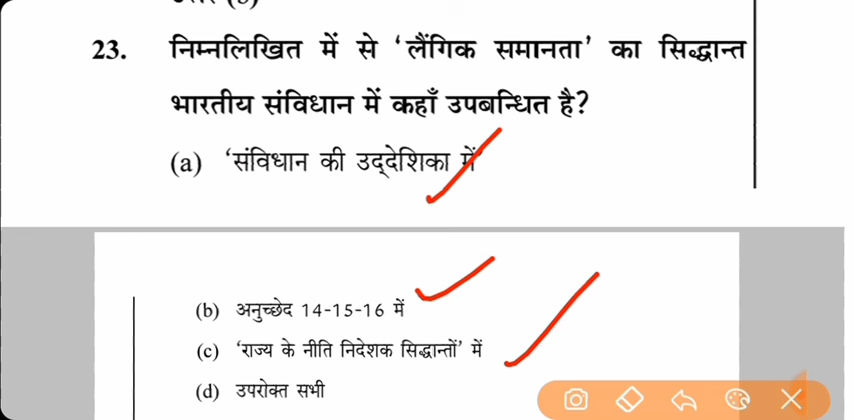 23. निम्नलिखित में से ‘लैंगिक समानता’ का सिद्धान्त
भारतीय संविधान में कहाँ उपबन्धित है?
(a) ‘संविधान की उद्देशिका में
(b) अनुच्छेद 14-15-16 में
(c) ‘राज्य के नीति निदेशक सिद्धान्तों’ में
(d) उपरोक्त सभी